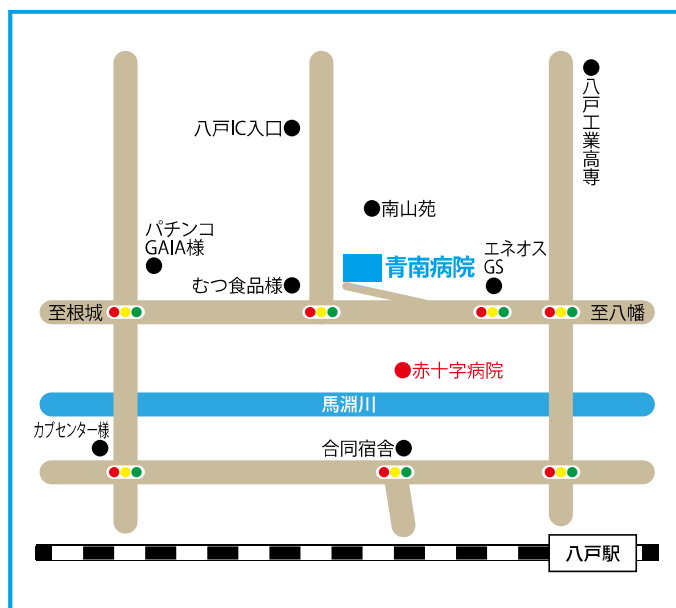 八戸工業高専
八戸IC入口
南山苑
パチンコ
GAIA様
エネオス
GS
青南病院
むつ食品様
至根城
至八幡
赤十字病院
馬淵川
カブセンター様
合同宿舎
八戸駅